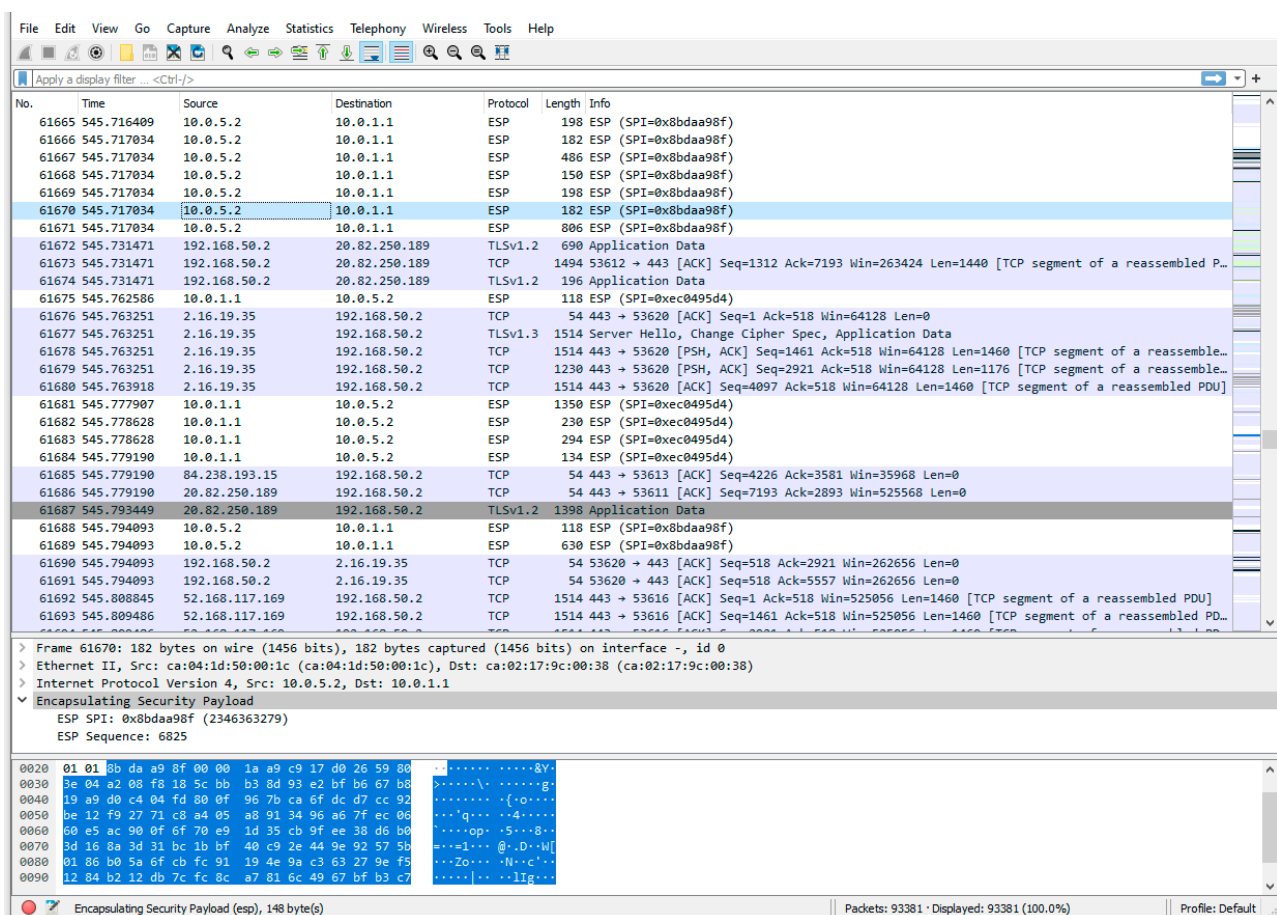 File Edit View Go Capture Analyze Statistics Telephony Wireless Tools Help
Apply a display filter ... <Ctrl-/>
No. Time Source Destination Protocol Length Info
61665 545.716409 10.0.5.2 10.0.1.1 ESP 198 ESP (SPI=0x8bdaa98f)
61666 545.717034 10.0.5.2 10.0.1.1 ESP 182 ESP (SPI=0x8bdaa98f)
61667 545.717034 10.0.5.2 10.0.1.1 ESP 486 ESP (SPI=0x8bdaa98f)
61668 545.717034 10.0.5.2 10.0.1.1 ESP 150 ESP (SPI=0x8bdaa98f)
61669 545.717034 10.0.5.2 10.0.1.1 ESP 198 ESP (SPI=0x8bdaa98f)
61670 545.717034 10.0.5.2 10.0.1.1 ESP 182 ESP (SPI=0x8bdaa98f)
61671 545.717034 10.0.5.2 10.0.1.1 ESP 806 ESP (SPI=0x8bdaa98f)
61672 545.731471 192.168.50.2 20.82.250.189 TLSv1.2 690 Application Data
61673 545.731471 192.168.50.2 20.82.250.189 TCP 1494 53612 → 443 [ACK] Seq=1312 Ack=7193 Win=263424 Len=1440 [TCP segment of a reassembled P…
61674 545.731471 192.168.50.2 20.82.250.189 TLSv1.2 196 Application Data
61675 545.762586 10.0.1.1 10.0.5.2 ESP 118 ESP (SPI=0xec0495d4)
61676 545.763251 2.16.19.35 192.168.50.2 TCP 54 443 → 53620 [ACK] Seq=1 Ack=518 Win=64128 Len=0
61677 545.763251 2.16.19.35 192.168.50.2 TLSv1.3 1514 Server Hello, Change Cipher Spec, Application Data
61678 545.763251 2.16.19.35 192.168.50.2 TCP 1514 443 → 53620 [PSH, ACK] Seq=1461 Ack=518 Win=64128 Len=1460 [TCP segment of a reassemble…
61679 545.763251 2.16.19.35 192.168.50.2 TCP 1230 443 → 53620 [PSH, ACK] Seq=2921 Ack=518 Win=64128 Len=1176 [TCP segment of a reassemble…
61680 545.763918 2.16.19.35 192.168.50.2 TCP 1514 443 → 53620 [ACK] Seq=4097 Ack=518 Win=64128 Len=1460 [TCP segment of a reassembled PDU]
61681 545.777907 10.0.1.1 10.0.5.2 ESP 1350 ESP (SPI=0xec0495d4)
61682 545.778628 10.0.1.1 10.0.5.2 ESP 230 ESP (SPI=0xec0495d4)
61683 545.778628 10.0.1.1 10.0.5.2 ESP 294 ESP (SPI=0xec0495d4)
61684 545.779190 10.0.1.1 10.0.5.2 ESP 134 ESP (SPI=0xec0495d4)
61685 545.779190 84.238.193.15 192.168.50.2 TCP 54 443 → 53613 [ACK] Seq=4226 Ack=3581 Win=35968 Len=0
61686 545.779190 20.82.250.189 192.168.50.2 TCP 54 443 → 53611 [ACK] Seq=7193 Ack=2893 Win=525568 Len=0
61687 545.793449 20.82.250.189 192.168.50.2 TLSv1.2 1398 Application Data
61688 545.794093 10.0.5.2 10.0.1.1 ESP 118 ESP (SPI=0x8bdaa98f)
61689 545.794093 10.0.5.2 10.0.1.1 ESP 630 ESP (SPI=0x8bdaa98f)
61690 545.794093 192.168.50.2 2.16.19.35 TCP 54 53620 → 443 [ACK] Seq=518 Ack=2921 Win=262656 Len=0
61691 545.794093 192.168.50.2 2.16.19.35 TCP 54 53620 → 443 [ACK] Seq=518 Ack=5557 Win=262656 Len=0
61692 545.808845 52.168.117.169 192.168.50.2 TCP 1514 443 → 53616 [ACK] Seq=1 Ack=518 Win=525056 Len=1460 [TCP segment of a reassembled PDU]
61693 545.809486 52.168.117.169 192.168.50.2 TCP 1514 443 → 53616 [ACK] Seq=1461 Ack=518 Win=525056 Len=1460 [TCP segment of a reassembled PD…
Frame 61670: 182 bytes on wire (1456 bits), 182 bytes captured (1456 bits) on interface -, id 0
Ethernet II, Src: ca:04:1d:50:00:1c (ca:04:1d:50:00:1c), Dst: ca:02:17:9c:00:38 (ca:02:17:9c:00:38)
Internet Protocol Version 4, Src: 10.0.5.2, Dst: 10.0.1.1
Encapsulating Security Payload
ESP SPI: 0x8bdaa98f (2346363279)
ESP Sequence: 6825
0020 01 01 8b da a9 8f 00 00 1a a9 c9 17 d0 26 59 80 ·············&Y·
0030 3e 04 a2 08 f8 18 5c bb b3 8d 93 e2 bf b6 67 b8 >·····\·······g·
0040 19 a9 d0 c4 04 fd 80 0f 96 7b ca 6f dc d7 cc 92 ·········{·o····
0050 be 12 f9 27 71 c8 a4 05 a8 91 34 96 a6 7f ec 06 ···'q·····4·····
0060 60 e5 ac 90 0f 6f 70 e9 1d 35 cb 9f ee 38 d6 b0 `····op··5···8··
0070 3d 16 8a 3d 31 bc 1b bf 40 c9 2e 44 9e 92 57 5b =··=1···@·.D··W[
0080 01 86 b0 5a 6f cb fc 91 19 4e 9a c3 63 27 9e f5 ···Zo····N··c'··
0090 12 84 b2 12 db 7c fc 8c a7 81 6c 49 67 bf b3 c7 ·····|····lIg···
Encapsulating Security Payload (esp), 148 byte(s) Packets: 93381 · Displayed: 93381 (100.0%) Profile: Default